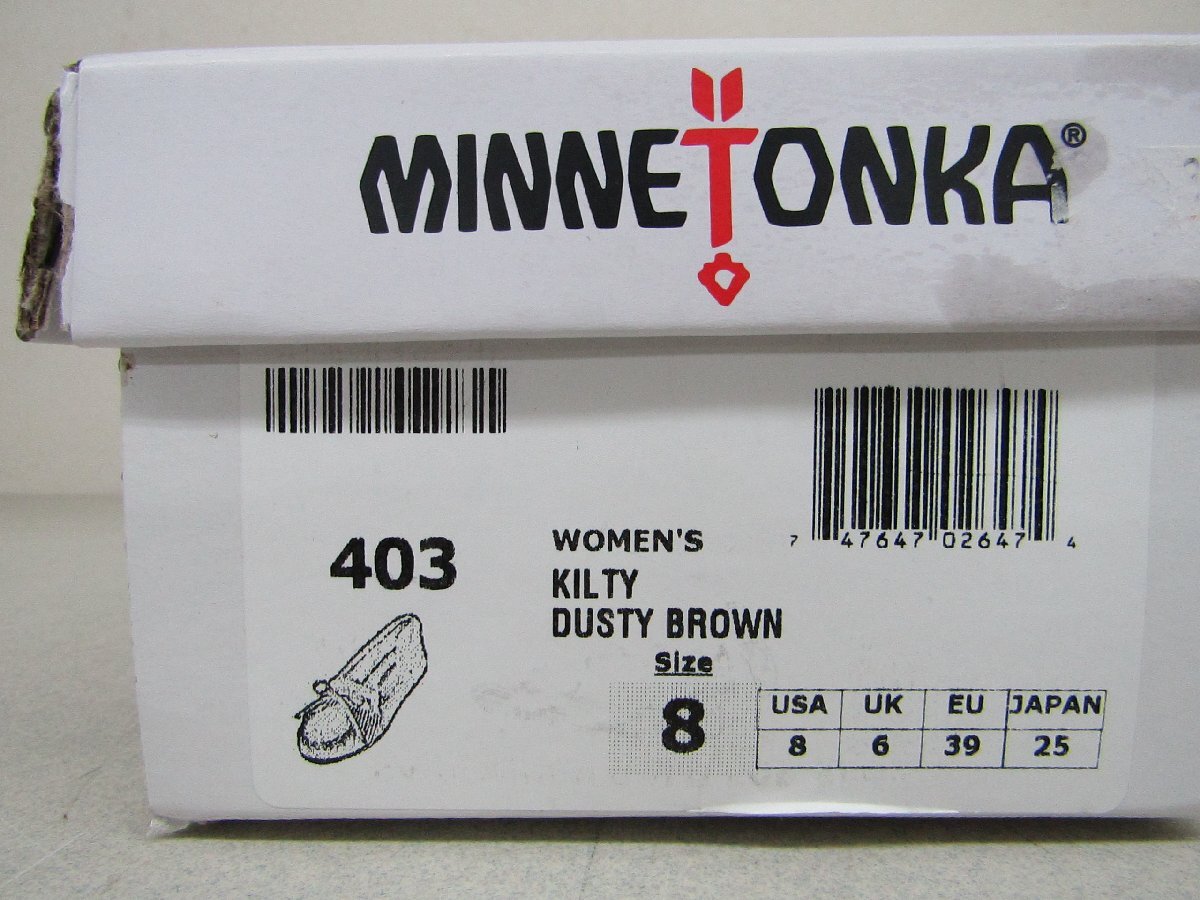 MINNETONKA®
403
WOMEN'S
KILTY
DUSTY BROWN
Size
8
7 47647 02647 4
USA UK EU JAPAN
8 6 39 25